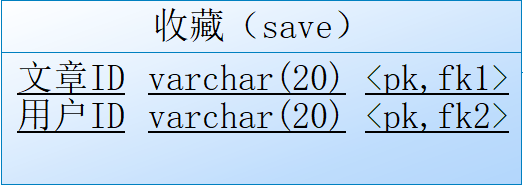 收藏（save）
文章ID varchar(20) <pk,fk1>
用户ID varchar(20) <pk,fk2>